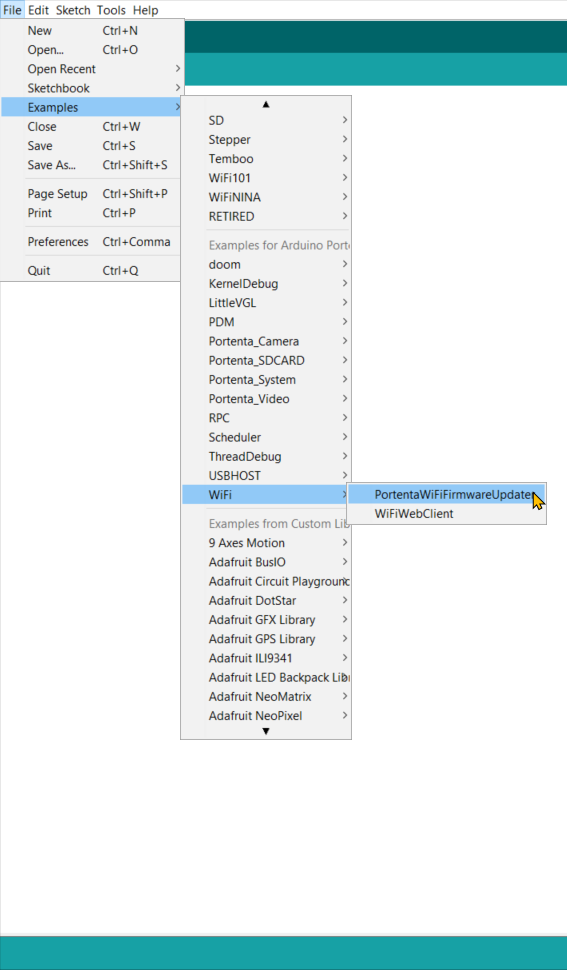 File Edit Sketch Tools Help
New Ctrl+N
Open... Ctrl+O
Open Recent
Sketchbook
Examples
Close Ctrl+W
Save Ctrl+S
Save As... Ctrl+Shift+S
Page Setup Ctrl+Shift+P
Print Ctrl+P
Preferences Ctrl+Comma
Quit Ctrl+Q
SD
Stepper
Temboo
WiFi101
WiFiNINA
RETIRED
Examples for Arduino Porte
doom
KernelDebug
LittleVGL
PDM
Portenta_Camera
Portenta_SDCARD
Portenta_System
Portenta_Video
RPC
Scheduler
ThreadDebug
USBHOST
WiFi
PortentaWiFiFirmwareUpdater
WiFiWebClient
Examples from Custom Lib
9 Axes Motion
Adafruit BusIO
Adafruit Circuit Playground
Adafruit DotStar
Adafruit GFX Library
Adafruit GPS Library
Adafruit ILI9341
Adafruit LED Backpack Libr
Adafruit NeoMatrix
Adafruit NeoPixel